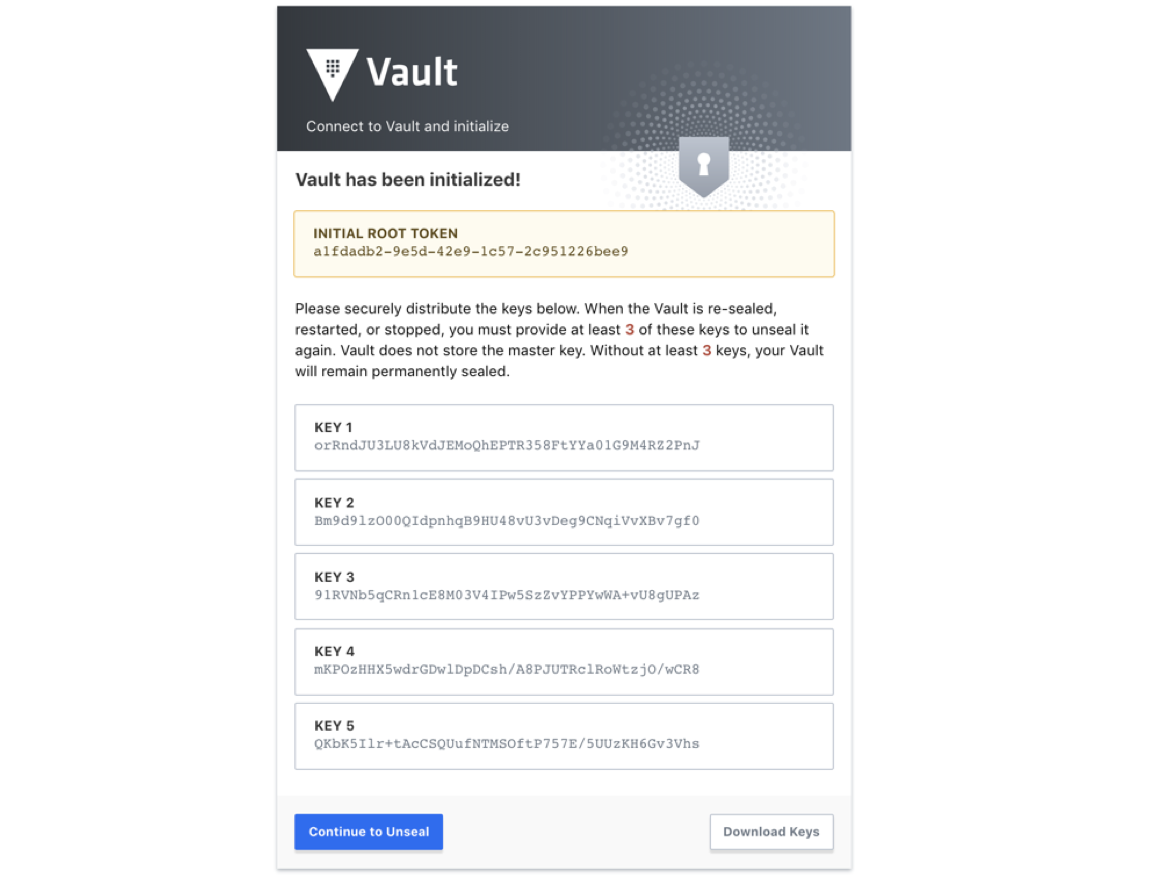 Vault
Connect to Vault and initialize
Vault has been initialized!
INITIAL ROOT TOKEN
a1fdadb2-9e5d-42e9-1c57-2c951226bee9
Please securely distribute the keys below. When the Vault is re-sealed,
restarted, or stopped, you must provide at least 3 of these keys to unseal it
again. Vault does not store the master key. Without at least 3 keys, your Vault
will remain permanently sealed.
KEY 1
orRndJU3LU8kVdJEMoQhEPTR358FtYYa01G9M4RZ2PnJ
KEY 2
Bm9d9lzO00QIdpnhqB9HU48vU3vDeg9CNqiVvXBv7gf0
KEY 3
91RVNb5qCRn1cE8M03V4IPw5SzZvYPPYwWA+vU8gUPAz
KEY 4
mKPOzHHX5wdrGDwlDpDCsh/A8PJUTRclRoWtzjO/wCR8
KEY 5
QKbK5Ilr+tAcCSQUufNTMSOftP757E/5UUzKH6Gv3Vhs
Continue to Unseal
Download Keys